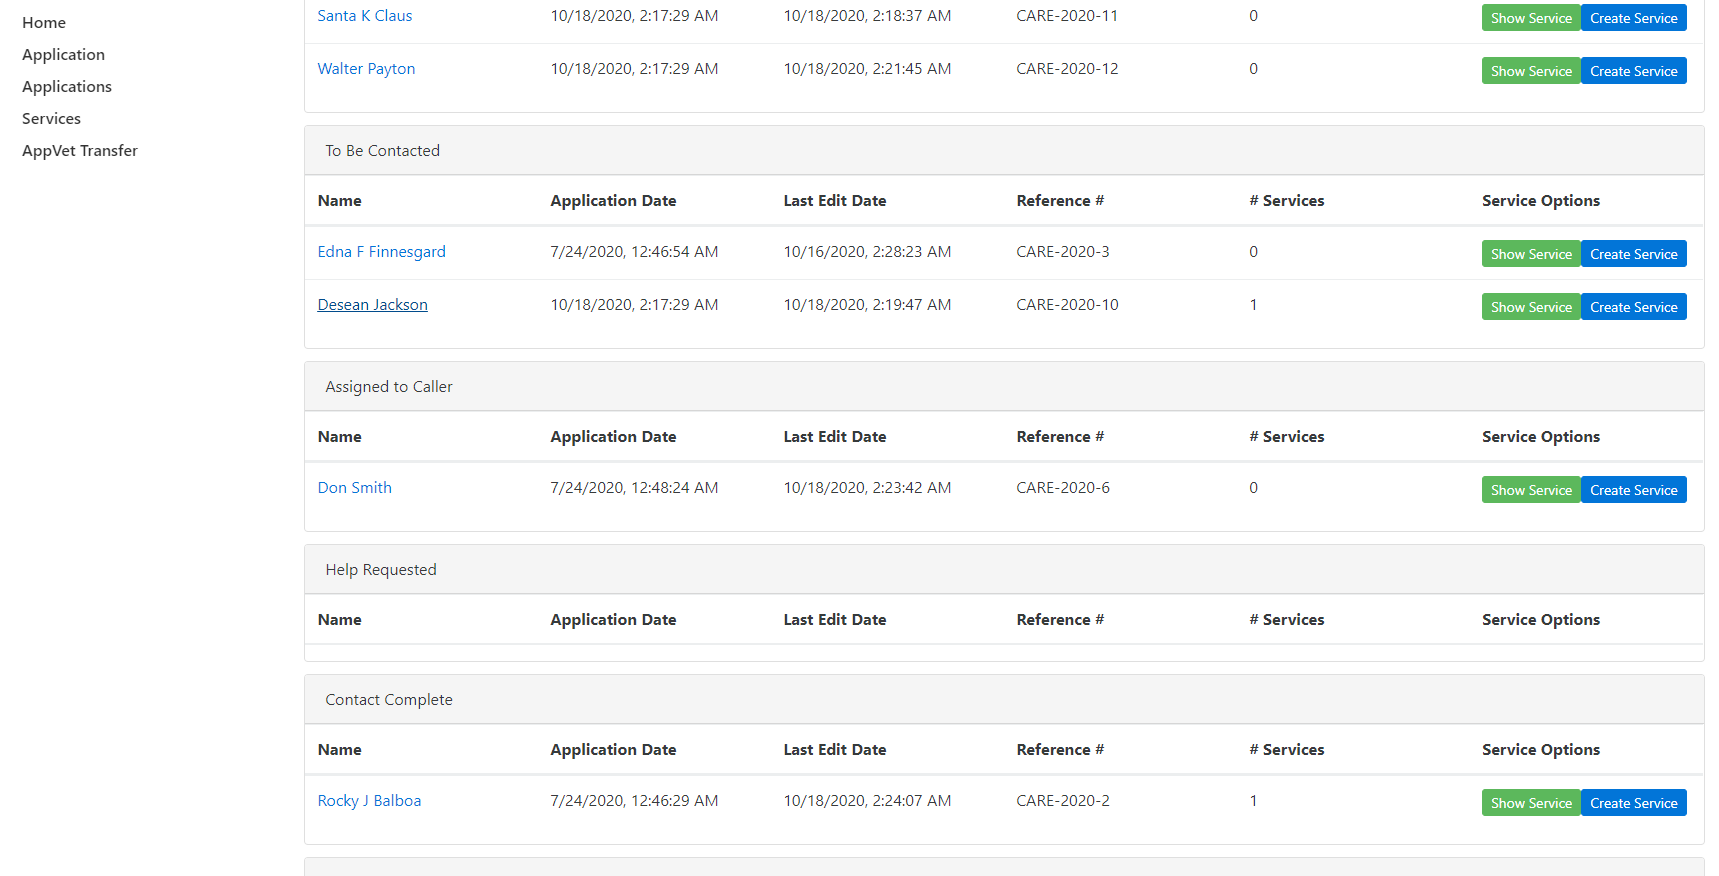 Home
Application
Applications
Services
AppVet Transfer
Santa K Claus 10/18/2020, 2:17:29 AM 10/18/2020, 2:18:37 AM CARE-2020-11 0 Show Service Create Service
Walter Payton 10/18/2020, 2:17:29 AM 10/18/2020, 2:21:45 AM CARE-2020-12 0 Show Service Create Service
To Be Contacted
Name Application Date Last Edit Date Reference # # Services Service Options
Edna F Finnesgard 7/24/2020, 12:46:54 AM 10/16/2020, 2:28:23 AM CARE-2020-3 0 Show Service Create Service
Desean Jackson 10/18/2020, 2:17:29 AM 10/18/2020, 2:19:47 AM CARE-2020-10 1 Show Service Create Service
Assigned to Caller
Name Application Date Last Edit Date Reference # # Services Service Options
Don Smith 7/24/2020, 12:48:24 AM 10/18/2020, 2:23:42 AM CARE-2020-6 0 Show Service Create Service
Help Requested
Name Application Date Last Edit Date Reference # # Services Service Options
Contact Complete
Name Application Date Last Edit Date Reference # # Services Service Options
Rocky J Balboa 7/24/2020, 12:46:29 AM 10/18/2020, 2:24:07 AM CARE-2020-2 1 Show Service Create Service